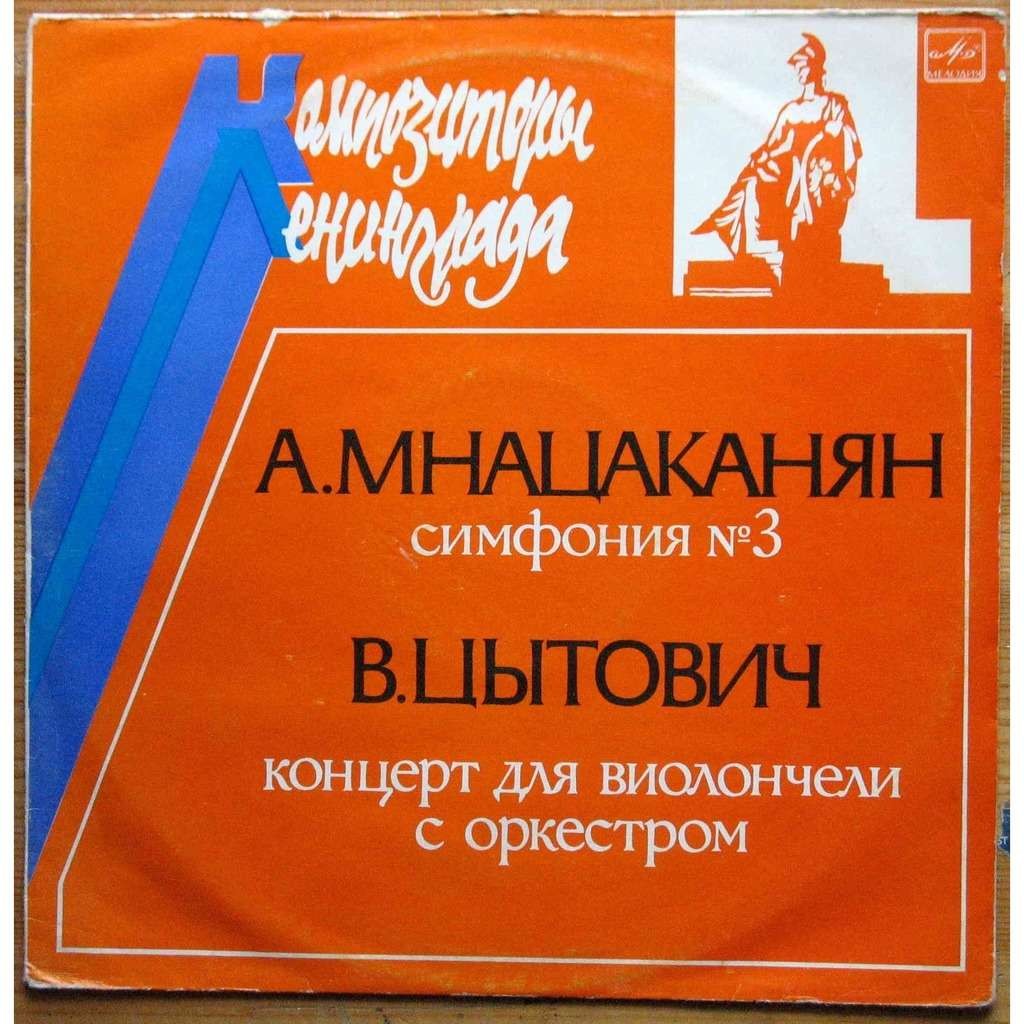 Композиторы
Ленинграда
МЕЛОДИЯ
А.МНАЦАКАНЯН
симфония №3
В.ЦЫТОВИЧ
концерт для виолончели
с оркестром